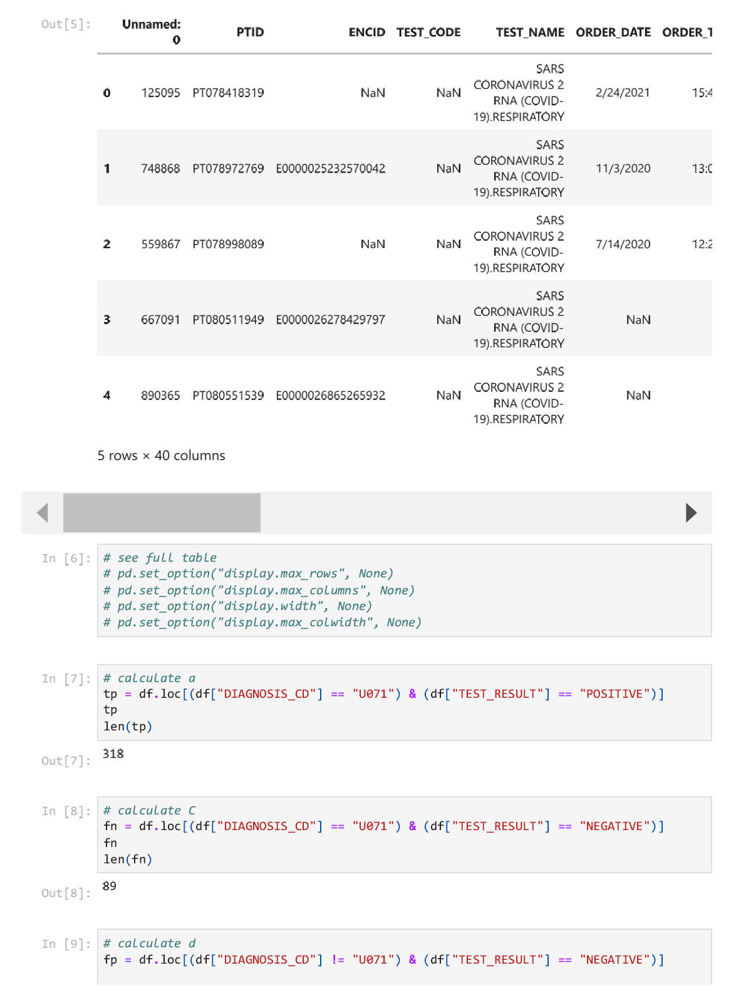 Out[5]:
Unnamed: 0 PTID ENCID TEST_CODE TEST_NAME ORDER_DATE ORDER_T
0 125095 PT078418319 NaN NaN SARS CORONAVIRUS 2 RNA (COVID-19).RESPIRATORY 2/24/2021 15:4
1 748868 PT078972769 E0000025232570042 NaN SARS CORONAVIRUS 2 RNA (COVID-19).RESPIRATORY 11/3/2020 13:0
2 559867 PT078998089 NaN NaN SARS CORONAVIRUS 2 RNA (COVID-19).RESPIRATORY 7/14/2020 12:2
3 667091 PT080511949 E0000026278429797 NaN SARS CORONAVIRUS 2 RNA (COVID-19).RESPIRATORY NaN
4 890365 PT080551539 E0000026865265932 NaN SARS CORONAVIRUS 2 RNA (COVID-19).RESPIRATORY NaN
5 rows × 40 columns
In [6]:
# see full table
# pd.set_option("display.max_rows", None)
# pd.set_option("display.max_columns", None)
# pd.set_option("display.width", None)
# pd.set_option("display.max_colwidth", None)
In [7]:
# calculate a
tp = df.loc[(df["DIAGNOSIS_CD"] == "U071") & (df["TEST_RESULT"] == "POSITIVE")]
tp
len(tp)
Out[7]:
318
In [8]:
# calculate C
fn = df.loc[(df["DIAGNOSIS_CD"] == "U071") & (df["TEST_RESULT"] == "NEGATIVE")]
fn
len(fn)
Out[8]:
89
In [9]:
# calculate d
fp = df.loc[(df["DIAGNOSIS_CD"] != "U071") & (df["TEST_RESULT"] == "NEGATIVE")]